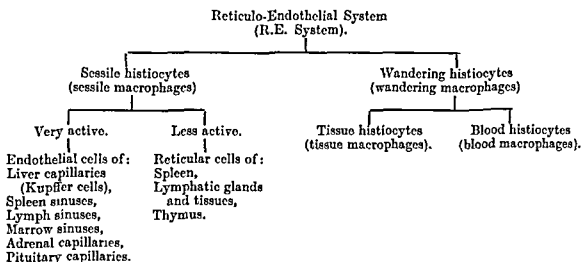 Reticulo-Endothelial System
(R.E. System).
Sessile histiocytes
(sessile macrophages)
Wandering histiocytes
(wandering macrophages)
Very active.
Less active.
Tissue histiocytes
(tissue macrophages).
Blood histiocytes
(blood macrophages).
Endothelial cells of:
Liver capillaries
(Kupffer cells),
Spleen sinuses,
Lymph sinuses,
Marrow sinuses,
Adrenal capillaries,
Pituitary capillaries.
Reticular cells of:
Spleen,
Lymphatic glands
and tissues,
Thymus.